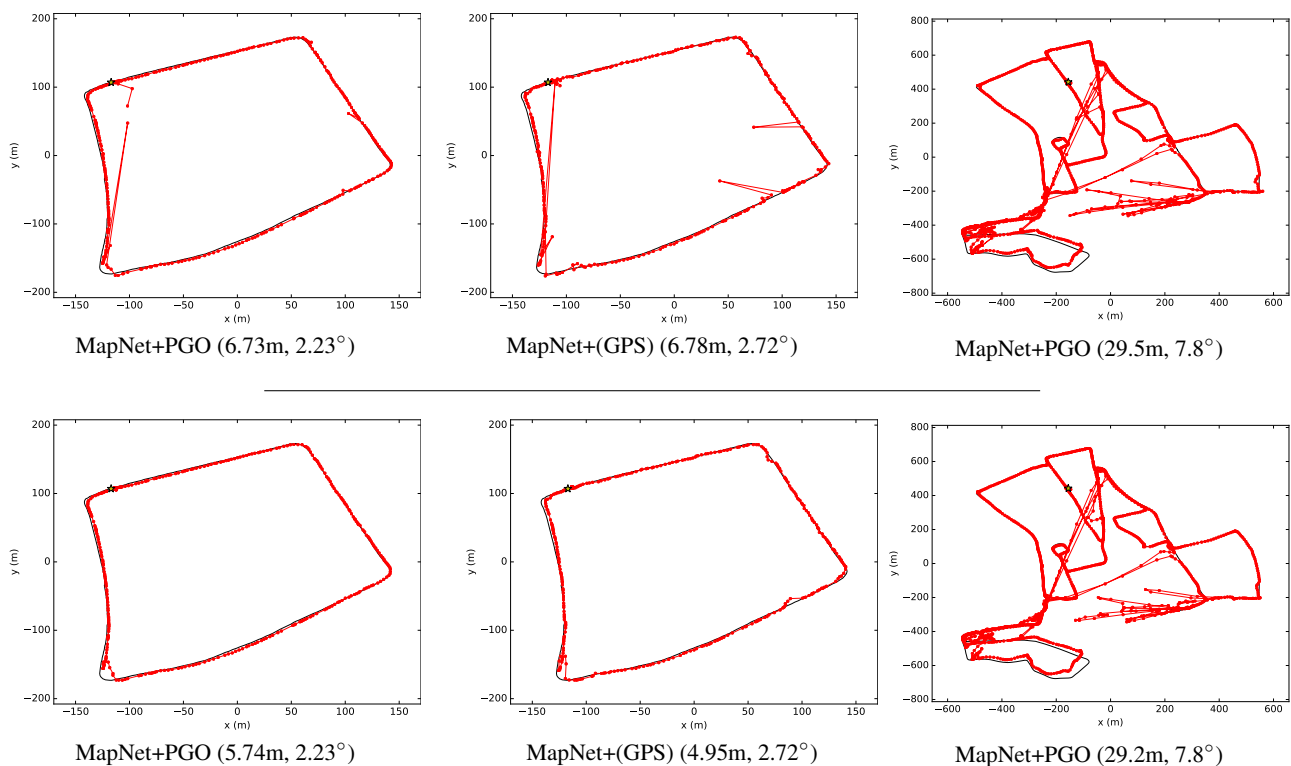 200
100
0
−100
−200
y (m)
−150 −100 −50 0 50 100 150
x (m)
MapNet+PGO (6.73m, 2.23°)
200
100
0
−100
−200
y (m)
−150 −100 −50 0 50 100 150
x (m)
MapNet+(GPS) (6.78m, 2.72°)
800
600
400
200
0
−200
−400
−600
−800
y (m)
−600 −400 −200 0 200 400 600
x (m)
MapNet+PGO (29.5m, 7.8°)
200
100
0
−100
−200
y (m)
−150 −100 −50 0 50 100 150
x (m)
MapNet+PGO (5.74m, 2.23°)
200
100
0
−100
−200
y (m)
−150 −100 −50 0 50 100 150
x (m)
MapNet+(GPS) (4.95m, 2.72°)
800
600
400
200
0
−200
−400
−600
−800
y (m)
−600 −400 −200 0 200 400 600
x (m)
MapNet+PGO (29.2m, 7.8°)